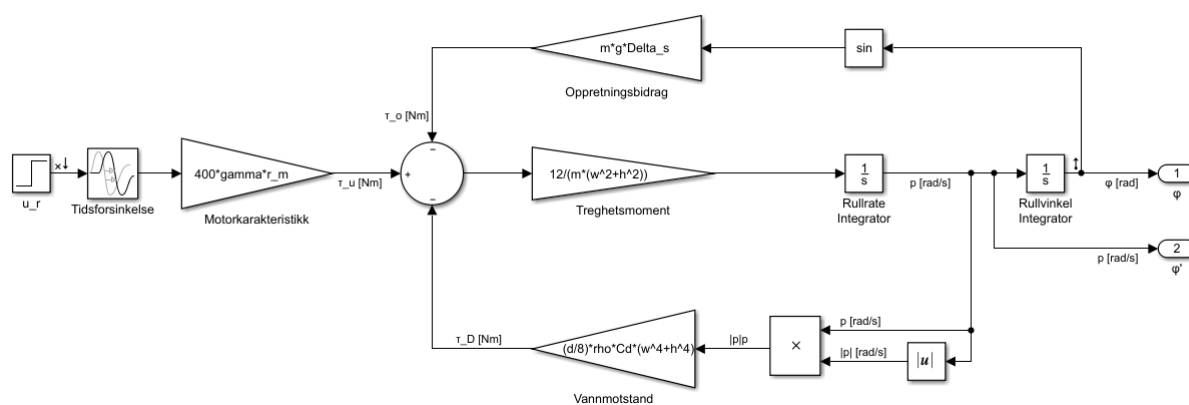 m*g*Delta_s
sin
Oppretningsbidrag
τ_o [Nm]
u_r
Tidsforsinkelse
400*gamma*r_m
Motorkarakteristikk
τ_u [Nm]
+
−
−
12/(m*(w^2+h^2))
Treghetsmoment
1
s
Rullrate
Integrator
p [rad/s]
1
s
Rullvinkel
Integrator
φ [rad]
1
φ
p [rad/s]
2
φ'
p [rad/s]
|p| [rad/s]
|u|
×
|p|p
(d/8)*rho*Cd*(w^4+h^4)
Vannmotstand
τ_D [Nm]